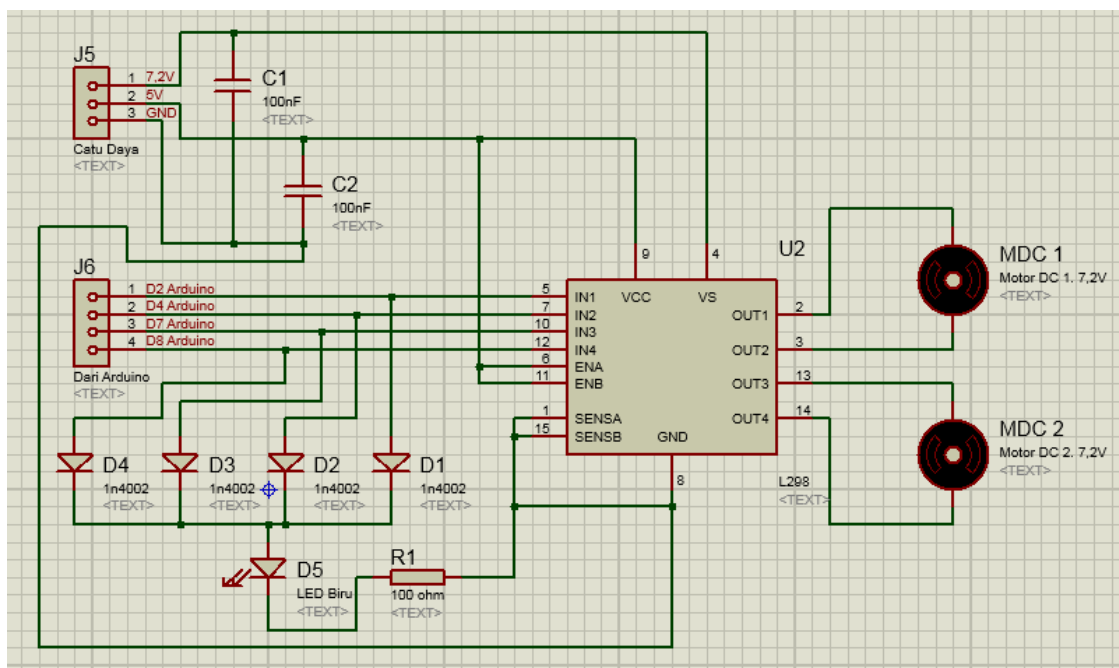 J5
1 7,2V
2 5V
3 GND
Catu Daya
<TEXT>
C1
100nF
<TEXT>
C2
100nF
<TEXT>
J6
1 D2 Arduino
2 D4 Arduino
3 D7 Arduino
4 D8 Arduino
Dari Arduino
<TEXT>
U2
9 4
VCC VS
5 IN1
7 IN2
10 IN3
12 IN4
6 ENA
11 ENB
1 SENSA
15 SENSB
GND
8
OUT1 2
OUT2 3
OUT3 13
OUT4 14
L298
<TEXT>
MDC 1
Motor DC 1. 7,2V
<TEXT>
MDC 2
Motor DC 2. 7,2V
<TEXT>
D4
1n4002
<TEXT>
D3
1n4002
<TEXT>
D2
1n4002
<TEXT>
D1
1n4002
<TEXT>
D5
LED Biru
<TEXT>
R1
100 ohm
<TEXT>